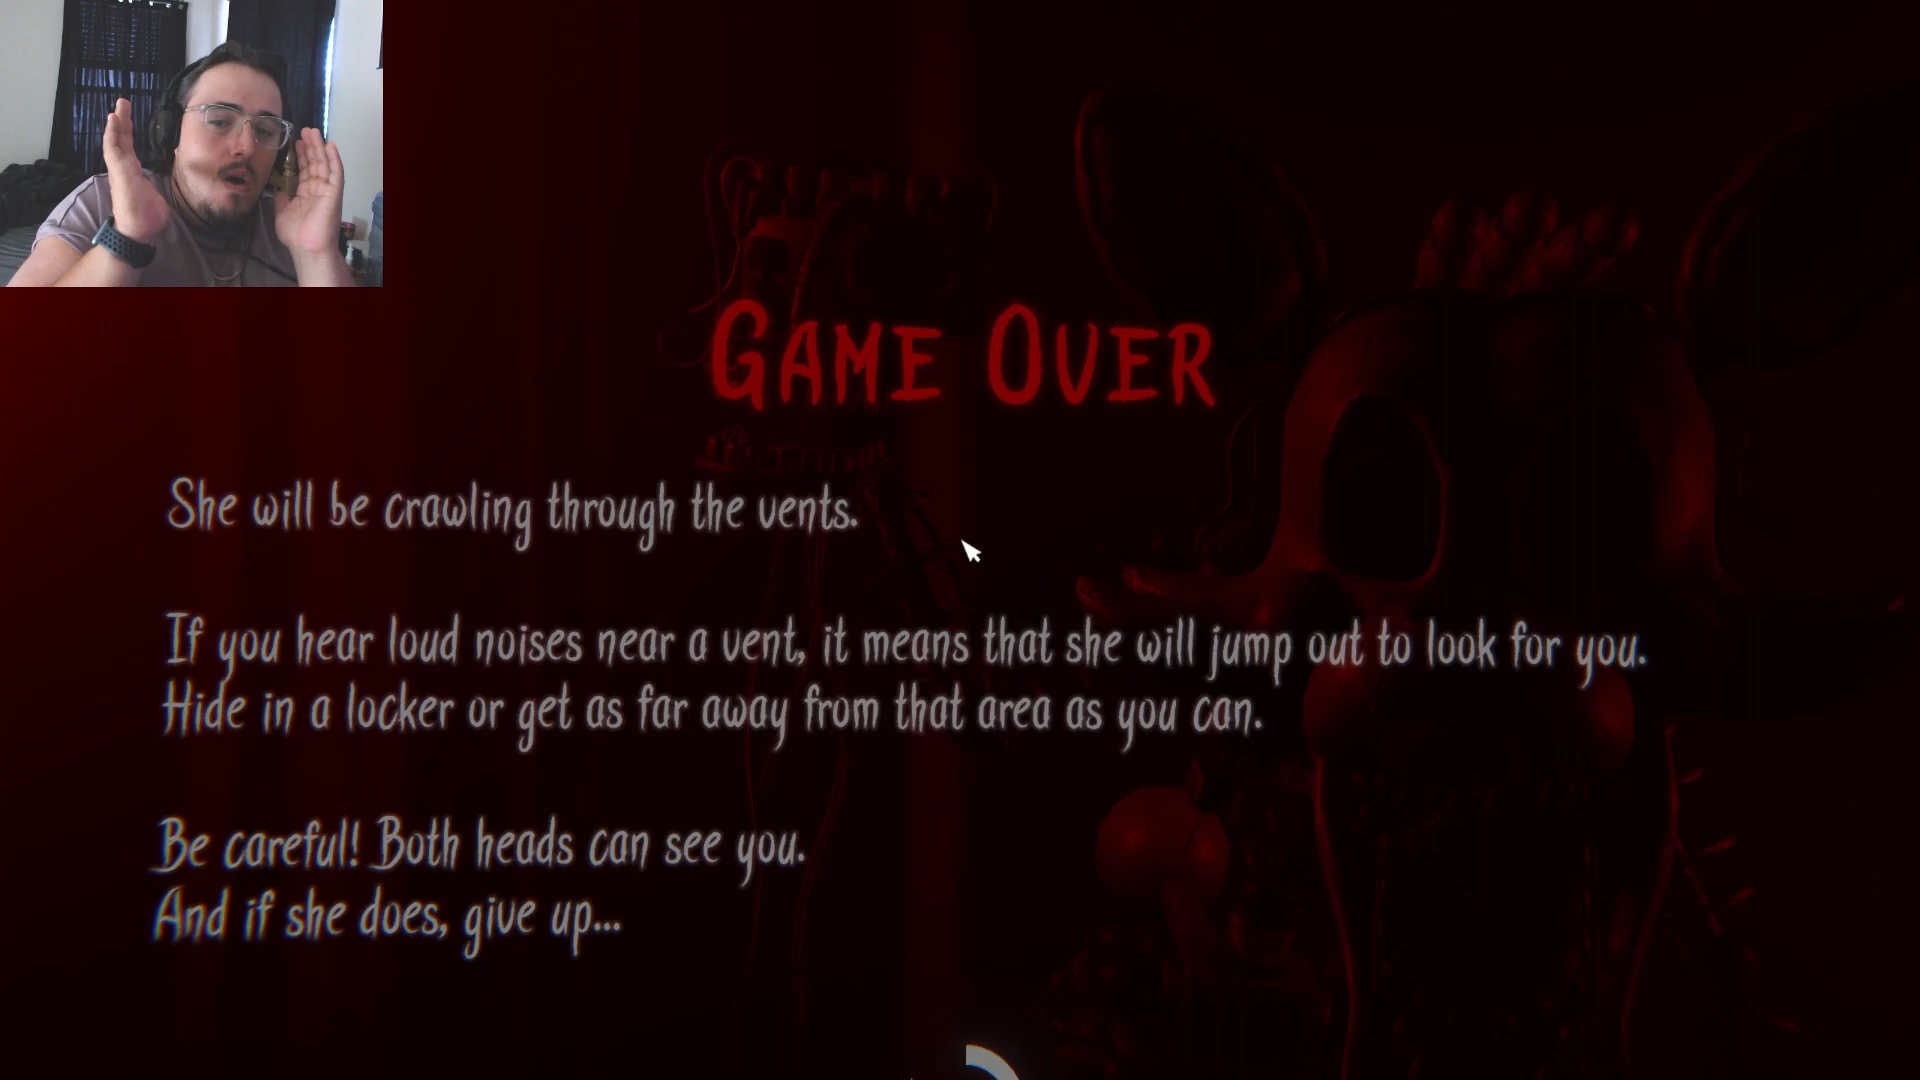 Game Over
She will be crawling through the vents.
If you hear loud noises near a vent, it means that she will jump out to look for you.
Hide in a locker or get as far away from that area as you can.
Be careful! Both heads can see you.
And if she does, give up...